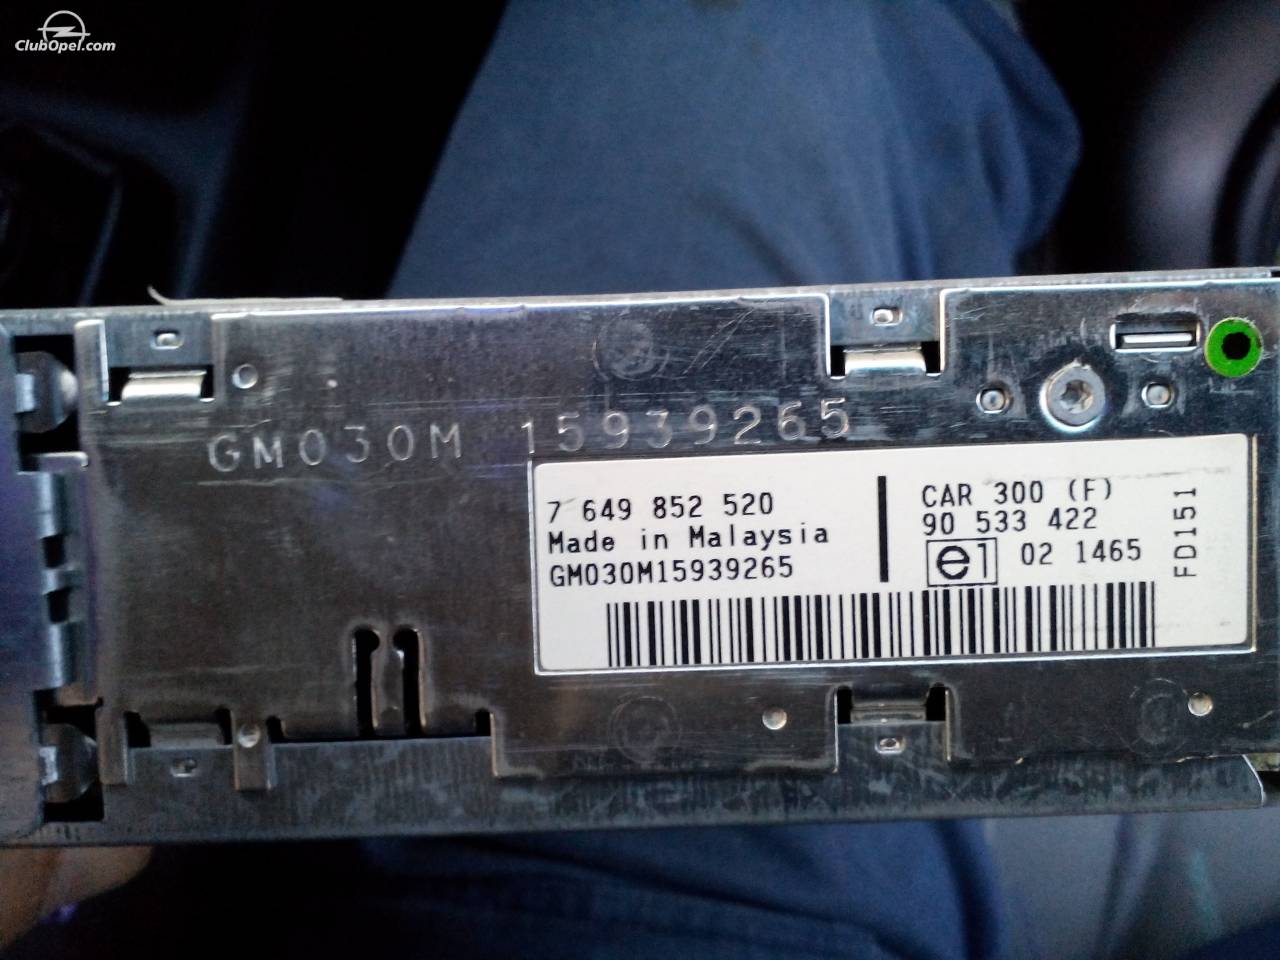 ClubOpel.com
GM030M 15939265
7 649 852 520
Made in Malaysia
GM030M15939265
CAR 300 (F)
90 533 422
e1 02 1465
FD151